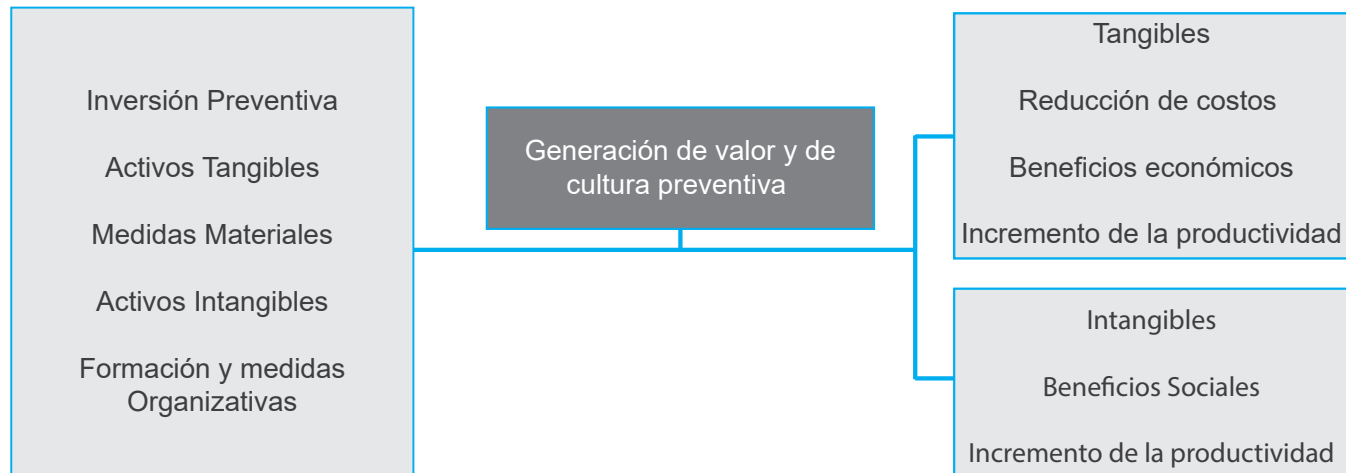 Inversión Preventiva
Activos Tangibles
Medidas Materiales
Activos Intangibles
Formación y medidas
Organizativas
Generación de valor y de
cultura preventiva
Tangibles
Reducción de costos
Beneficios económicos
Incremento de la productividad
Intangibles
Beneficios Sociales
Incremento de la productividad